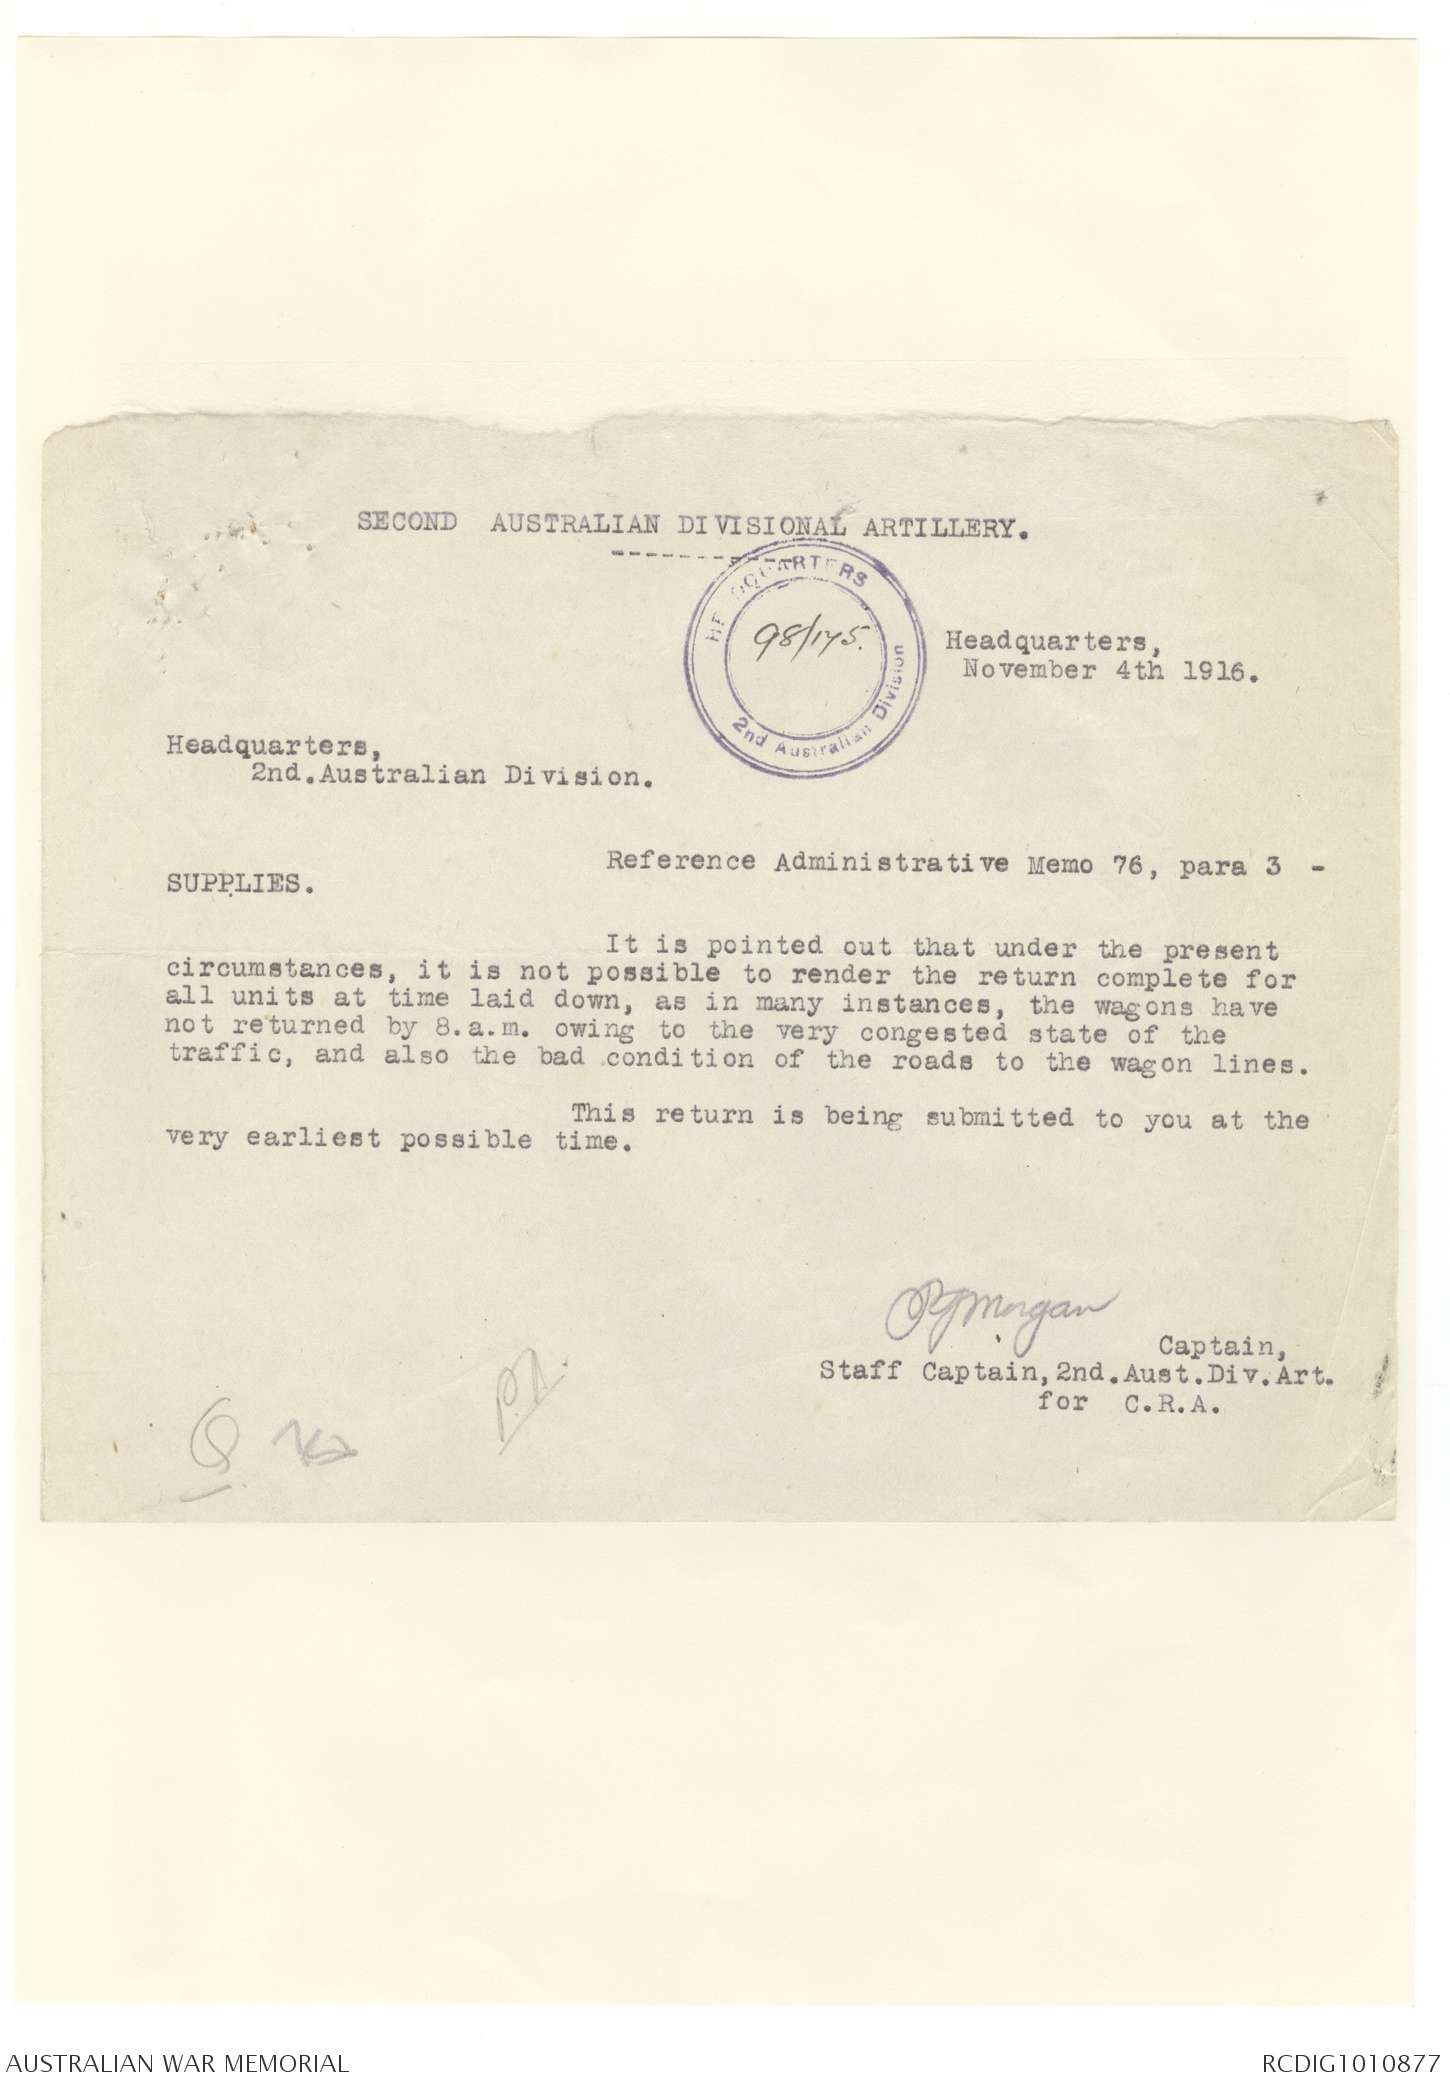 SECOND AUSTRALIAN DIVISIONAL ARTILLERY.
HEADQUARTERS
98/175.
2nd Australian Division
Headquarters,
November 4th 1916.
Headquarters,
2nd.Australian Division.
Reference Administrative Memo 76, para 3 -
SUPPLIES.
It is pointed out that under the present
circumstances, it is not possible to render the return complete for
all units at time laid down, as in many instances, the wagons have
not returned by 8.a.m. owing to the very congested state of the
traffic, and also the bad condition of the roads to the wagon lines.
This return is being submitted to you at the
very earliest possible time.
Morgan
Captain,
Staff Captain,2nd.Aust.Div.Art.
for C.R.A.
P.A.
Q
AUSTRALIAN WAR MEMORIAL
RCDIG1010877